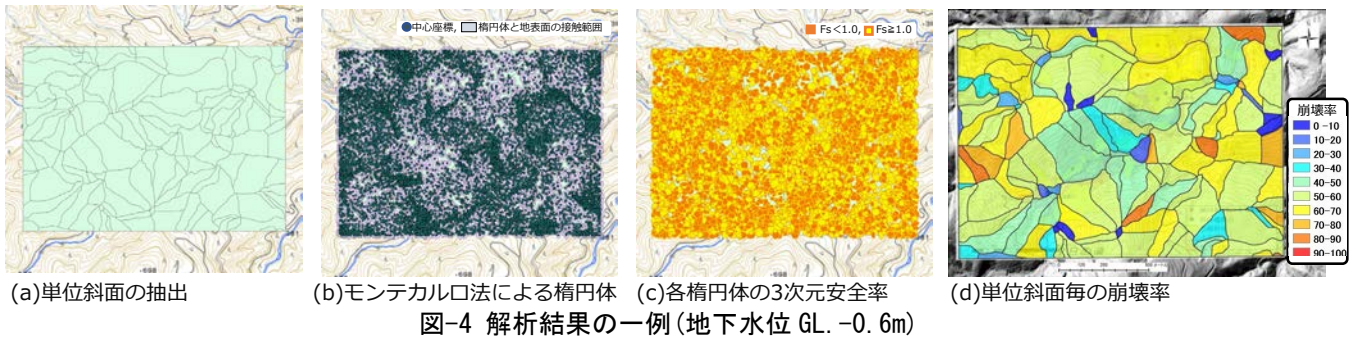 ●中心座標, 楕円体と地表面の接触範囲
Fs<1.0, Fs≧1.0
崩壊率
0-10
10-20
20-30
30-40
40-50
50-60
60-70
70-80
80-90
90-100
(a)単位斜面の抽出
(b)モンテカルロ法による楕円体
(c)各楕円体の3次元安全率
(d)単位斜面毎の崩壊率
図-4 解析結果の一例(地下水位 GL.-0.6m)